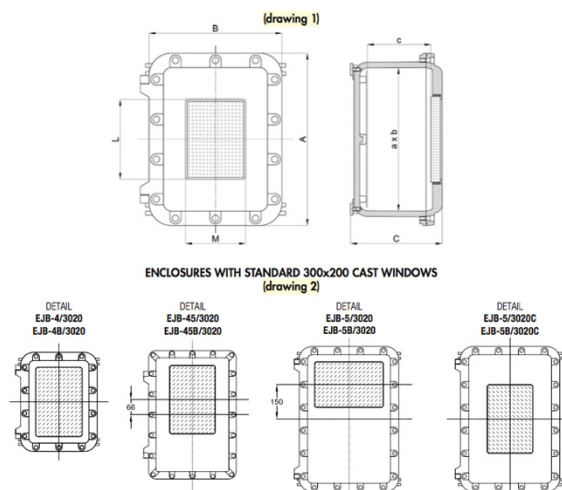 (drawing 1)
B
c
L
A
a x b
M
C
ENCLOSURES WITH STANDARD 300x200 CAST WINDOWS
(drawing 2)
DETAIL
EJB-4/3020
EJB-4B/3020
DETAIL
EJB-45/3020
EJB-45B/3020
DETAIL
EJB-5/3020
EJB-5B/3020
DETAIL
EJB-5/3020C
EJB-5B/3020C
66
150